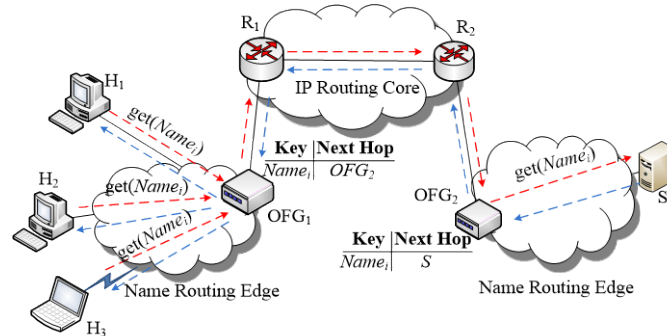 R1
R2
H1
IP Routing Core
get(Namei)
Key Next Hop
Namei OFG2
H2
get(Namei)
OFG1
get(Namei)
OFG2
S
get(Namei)
Key Next Hop
Namei S
Name Routing Edge
Name Routing Edge
H3